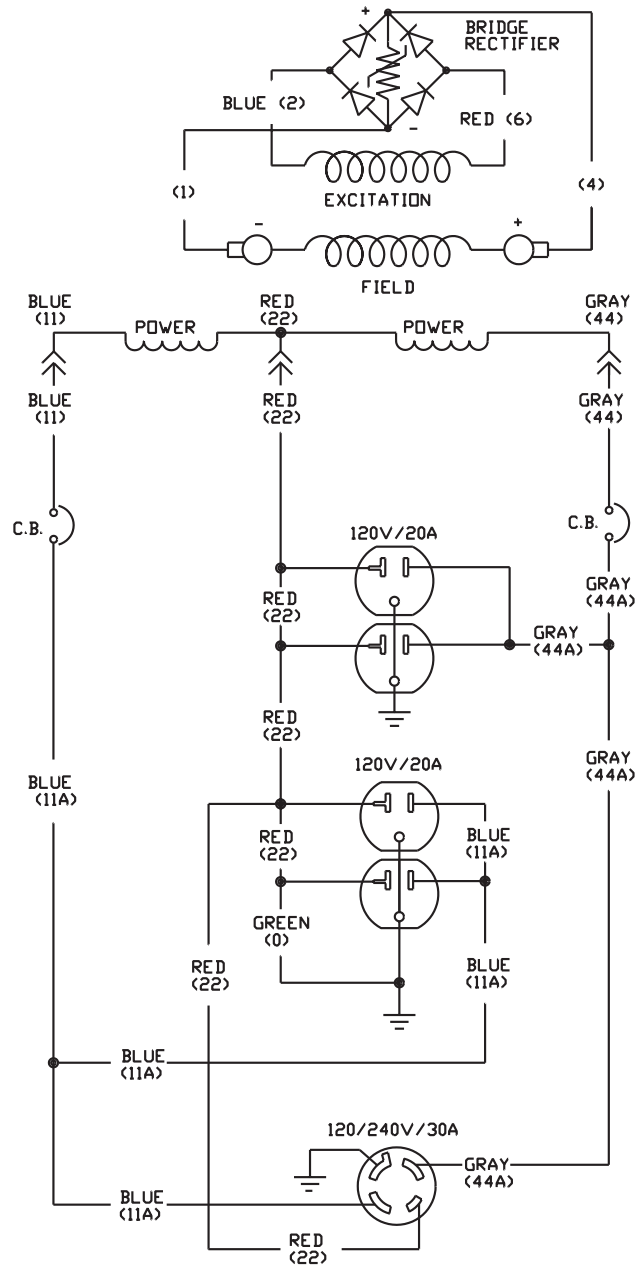 +
BRIDGE
RECTIFIER
BLUE (2)
RED (6)
-
(1)
(4)
EXCITATION
-
+
FIELD
BLUE
(11)
RED
(22)
GRAY
(44)
POWER
POWER
BLUE
(11)
RED
(22)
GRAY
(44)
C.B.
C.B.
120V/20A
GRAY
(44A)
RED
(22)
GRAY
(44A)
RED
(22)
120V/20A
GRAY
(44A)
BLUE
(11A)
RED
(22)
BLUE
(11A)
GREEN
(0)
RED
(22)
BLUE
(11A)
BLUE
(11A)
120/240V/30A
GRAY
(44A)
BLUE
(11A)
RED
(22)